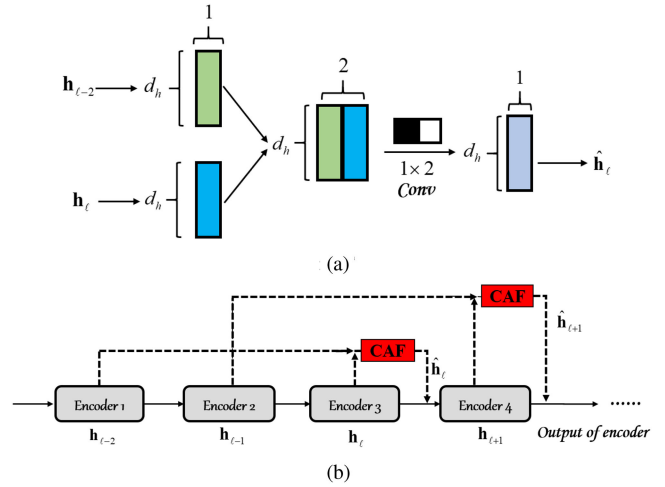 1
h_{ℓ−2} d_h
2
1
d_h
1×2
Conv
d_h
ĥ_ℓ
h_ℓ d_h
(a)
CAF
ĥ_{ℓ+1}
CAF
ĥ_ℓ
Encoder 1 Encoder 2 Encoder 3 Encoder 4 ······
h_{ℓ−2} h_{ℓ−1} h_ℓ h_{ℓ+1} Output of encoder
(b)